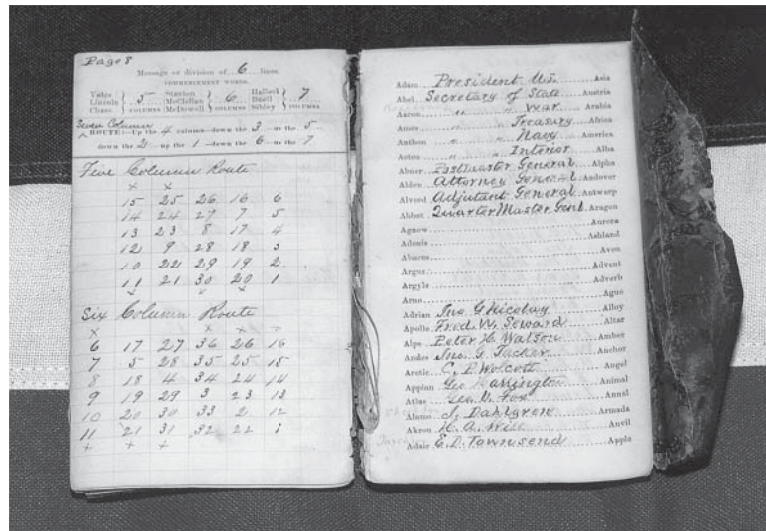 Page 8
Message or division of 6 lines
COMMENCEMENT WORDS.
Yates Stanton Halleck
Lincoln 5 McClellan 6 Buell 7
Chase COLUMNS McDowell COLUMNS Sibley COLUMNS
Seven Column
ROUTE:—Up the 4 column—down the 3—up the 5—
down the 2—up the 1—down the 6—up the 7
Five Column Route
x x
15 25 26 16 6
14 24 27 7 5
13 23 8 17 4
12 9 28 18 3
10 22 29 19 2
11 21 30 20 1
Six Column Route
x x x
6 17 27 36 26 16
7 5 28 35 25 15
8 18 4 34 24 14
9 19 29 3 23 13
10 20 30 33 2 12
11 21 31 32 22 1
x x x
Adam President U.S. Asia
Abel Secretary of State Austria
Aaron " " War Arabia
Ames " " Treasury Africa
Anthon " " Navy America
Acton " " Interior Alba
Abner Postmaster General Alpha
Alden Attorney General Andover
Alvord Adjutant General Antwerp
Abbot Quarter Master Genl Aragon
Agnew Aurora
Adonis Ashland
Abacus Avon
Argus Advent
Argyle Adverb
Arno Ague
Adrian Jno G Nicolay Alloy
Apollo Fred W. Seward Altar
Alps Peter H Watson Amber
Andes Jno. Tucker Anchor
Arctic C. P. Wolcott Angel
Appian Geo Harrington Animal
Atlas Geo. V. Fox Annal
Alamo J. Dahlgren Armada
Akron H. A. Wise Anvil
Adair E. D. Townsend Apple